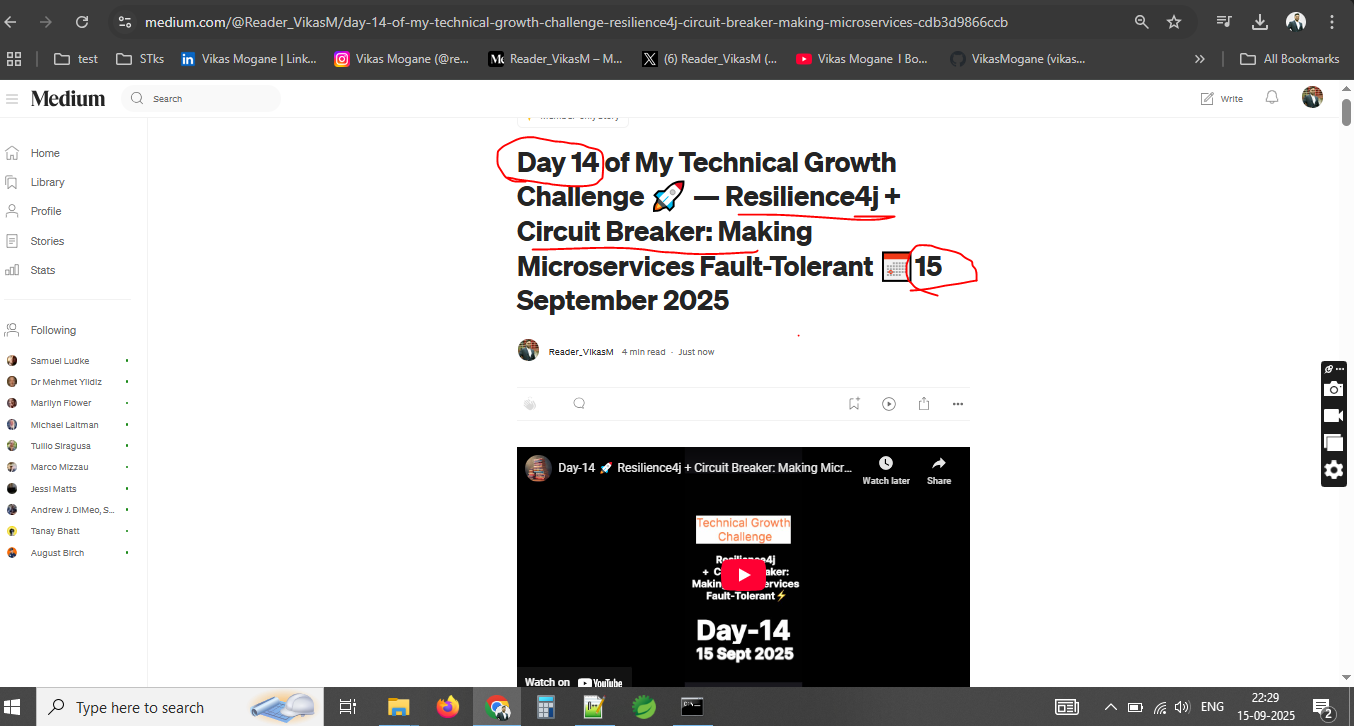 medium.com/@Reader_VikasM/day-14-of-my-technical-growth-challenge-resilience4j-circuit-breaker-making-microservices-cdb3d9866ccb
test
STks
Vikas Mogane | Link...
Vikas Mogane (@re...
Reader_VikasM – M...
(6) Reader_VikasM (...
Vikas Mogane I Bo...
VikasMogane (vikas...
All Bookmarks
Medium
Search
Write
Home
Library
Profile
Stories
Stats
Following
Samuel Ludke
Dr Mehmet Yildiz
Marilyn Flower
Michael Laitman
Tullio Siragusa
Marco Mizzau
Jessi Matts
Andrew J. DiMeo, S...
Tanay Bhatt
August Birch
Member-only story
Day 14 of My Technical Growth
Challenge 🚀 — Resilience4j +
Circuit Breaker: Making
Microservices Fault-Tolerant 📅15
September 2025
Reader_VikasM 4 min read · Just now
Day-14 🚀 Resilience4j + Circuit Breaker: Making Micr...
Watch later
Share
Technical Growth
Challenge
Fault-Tolerant⚡
Day-14
15 Sept 2025
Watch on YouTube
Type here to search
ENG
22:29
15-09-2025
2